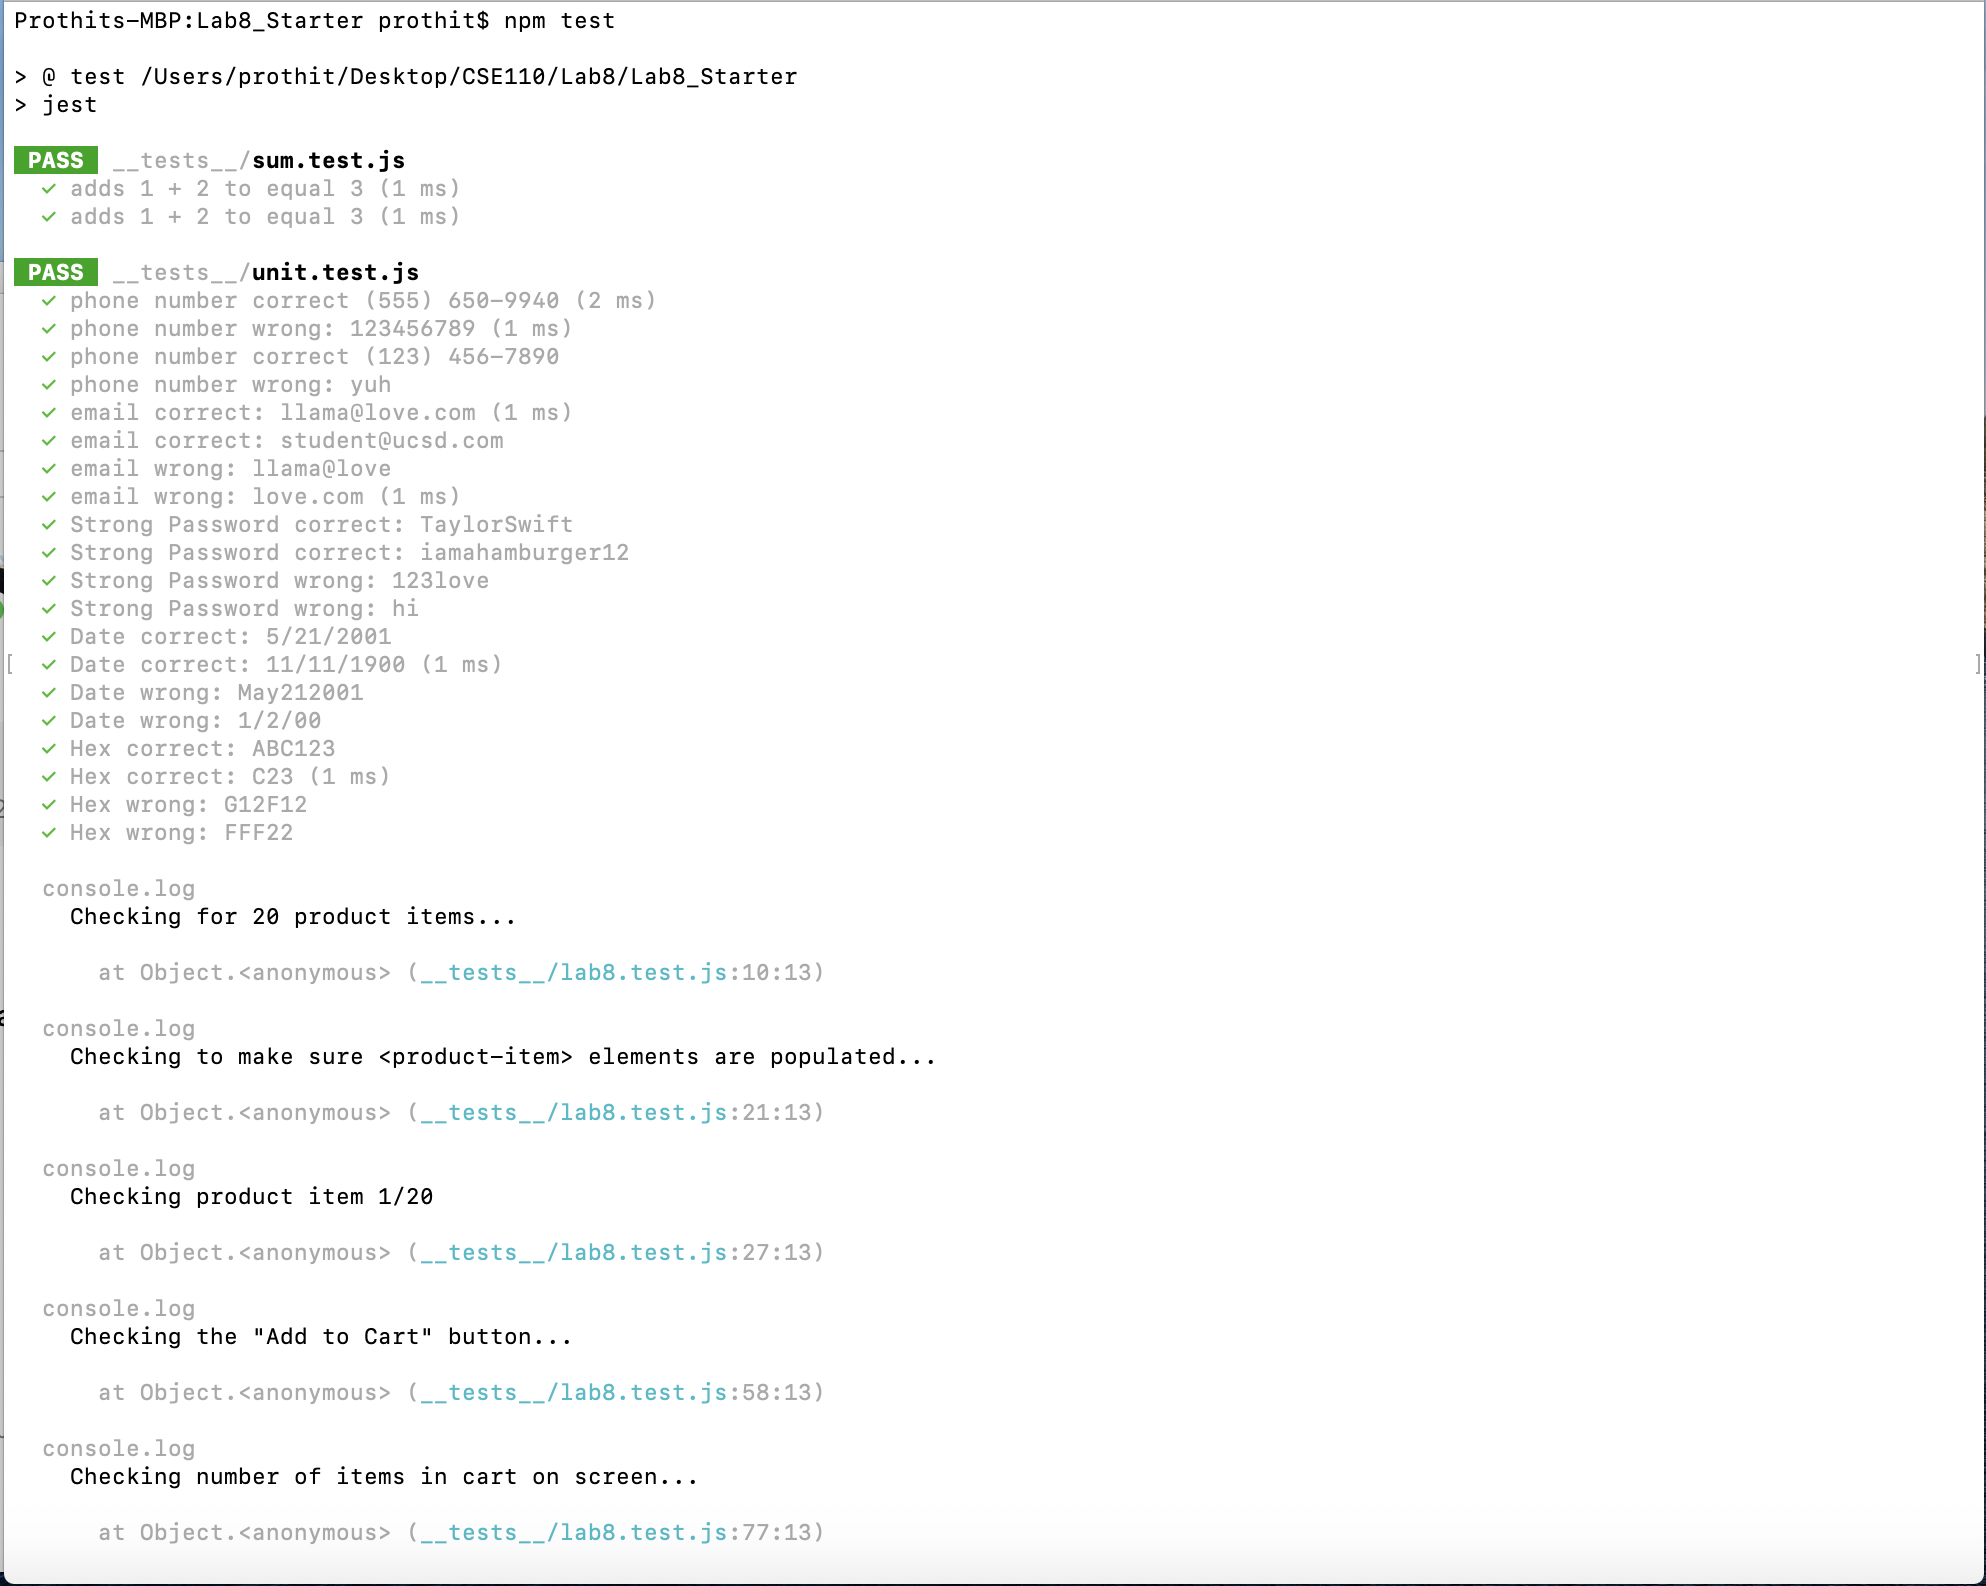 Prothits-MBP:Lab8_Starter prothit$ npm test
> @ test /Users/prothit/Desktop/CSE110/Lab8/Lab8_Starter
> jest
PASS __tests__/sum.test.js
✓ adds 1 + 2 to equal 3 (1 ms)
✓ adds 1 + 2 to equal 3 (1 ms)
PASS __tests__/unit.test.js
✓ phone number correct (555) 650-9940 (2 ms)
✓ phone number wrong: 123456789 (1 ms)
✓ phone number correct (123) 456-7890
✓ phone number wrong: yuh
✓ email correct: llama@love.com (1 ms)
✓ email correct: student@ucsd.com
✓ email wrong: llama@love
✓ email wrong: love.com (1 ms)
✓ Strong Password correct: TaylorSwift
✓ Strong Password correct: iamahamburger12
✓ Strong Password wrong: 123love
✓ Strong Password wrong: hi
✓ Date correct: 5/21/2001
[ ✓ Date correct: 11/11/1900 (1 ms) ]
✓ Date wrong: May212001
✓ Date wrong: 1/2/00
✓ Hex correct: ABC123
✓ Hex correct: C23 (1 ms)
✓ Hex wrong: G12F12
✓ Hex wrong: FFF22
console.log
Checking for 20 product items...
at Object.<anonymous> (__tests__/lab8.test.js:10:13)
console.log
Checking to make sure <product-item> elements are populated...
at Object.<anonymous> (__tests__/lab8.test.js:21:13)
console.log
Checking product item 1/20
at Object.<anonymous> (__tests__/lab8.test.js:27:13)
console.log
Checking the "Add to Cart" button...
at Object.<anonymous> (__tests__/lab8.test.js:58:13)
console.log
Checking number of items in cart on screen...
at Object.<anonymous> (__tests__/lab8.test.js:77:13)